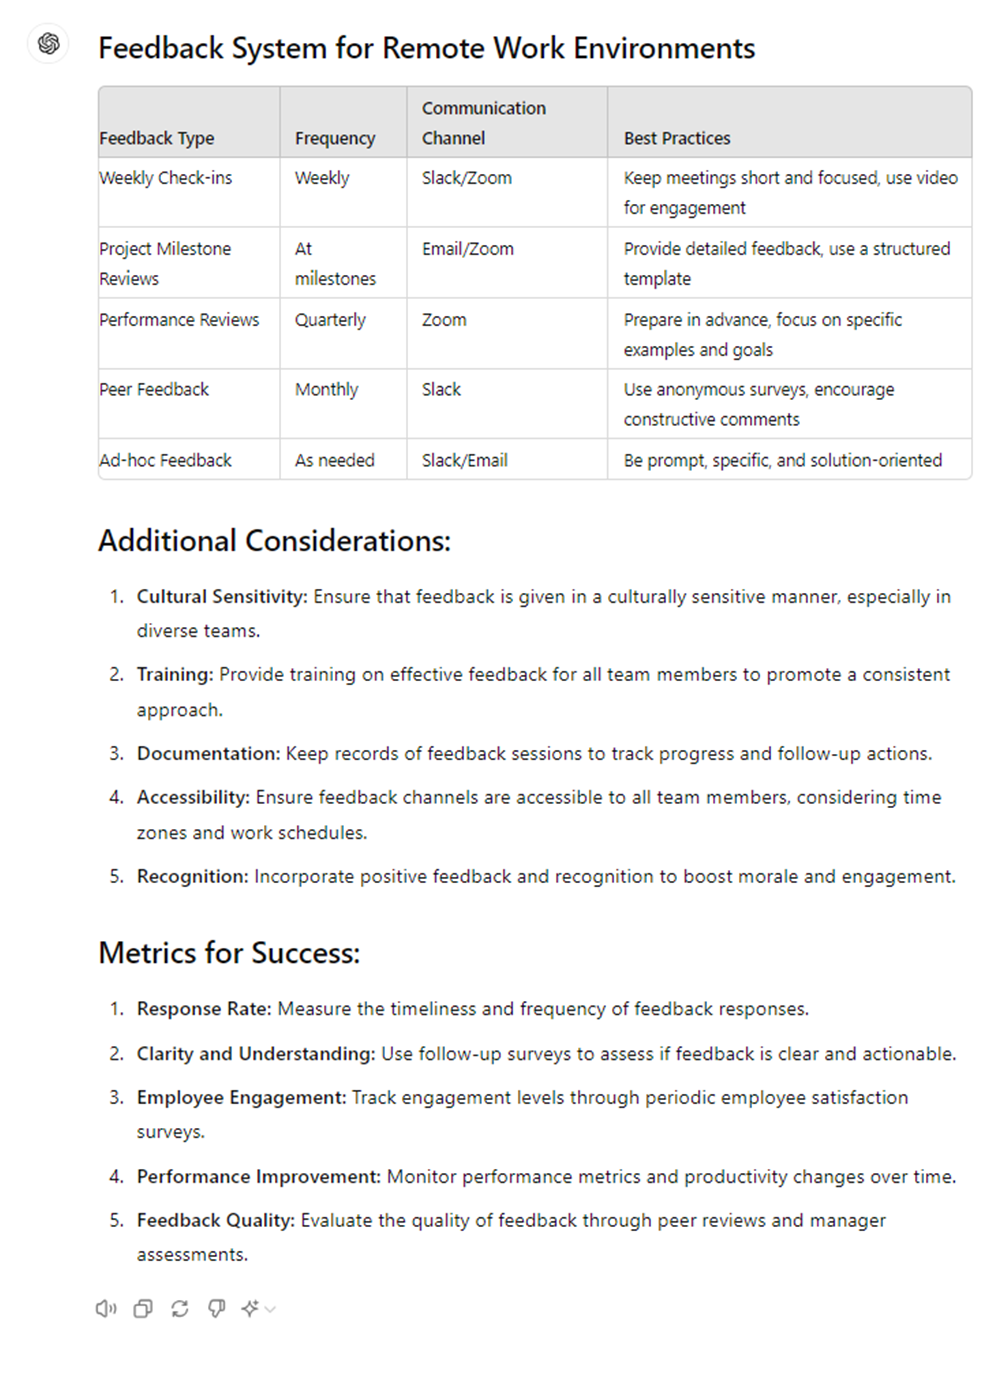 Feedback System for Remote Work Environments
Feedback Type
Frequency
Communication
Channel
Best Practices
Weekly Check-ins
Weekly
Slack/Zoom
Keep meetings short and focused, use video
for engagement
Project Milestone
Reviews
At
milestones
Email/Zoom
Provide detailed feedback, use a structured
template
Performance Reviews
Quarterly
Zoom
Prepare in advance, focus on specific
examples and goals
Peer Feedback
Monthly
Slack
Use anonymous surveys, encourage
constructive comments
Ad-hoc Feedback
As needed
Slack/Email
Be prompt, specific, and solution-oriented
Additional Considerations:
1. Cultural Sensitivity: Ensure that feedback is given in a culturally sensitive manner, especially in
diverse teams.
2. Training: Provide training on effective feedback for all team members to promote a consistent
approach.
3. Documentation: Keep records of feedback sessions to track progress and follow-up actions.
4. Accessibility: Ensure feedback channels are accessible to all team members, considering time
zones and work schedules.
5. Recognition: Incorporate positive feedback and recognition to boost morale and engagement.
Metrics for Success:
1. Response Rate: Measure the timeliness and frequency of feedback responses.
2. Clarity and Understanding: Use follow-up surveys to assess if feedback is clear and actionable.
3. Employee Engagement: Track engagement levels through periodic employee satisfaction
surveys.
4. Performance Improvement: Monitor performance metrics and productivity changes over time.
5. Feedback Quality: Evaluate the quality of feedback through peer reviews and manager
assessments.